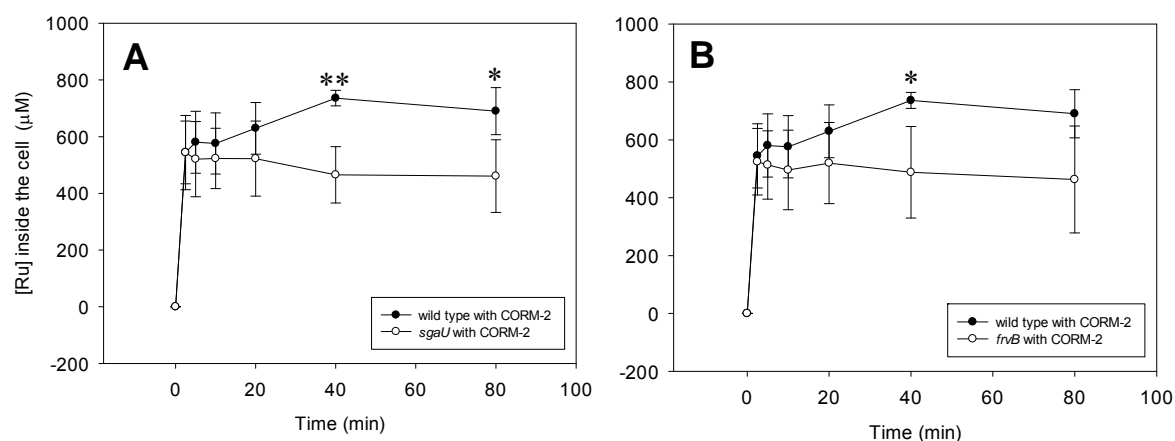 A
B
1000
800
600
400
200
0
-200
0 20 40 60 80 100
**
*
[Ru] inside the cell (μM)
Time (min)
wild type with CORM-2
sgaU with CORM-2
1000
800
600
400
200
0
-200
0 20 40 60 80 100
*
Time (min)
wild type with CORM-2
frvB with CORM-2